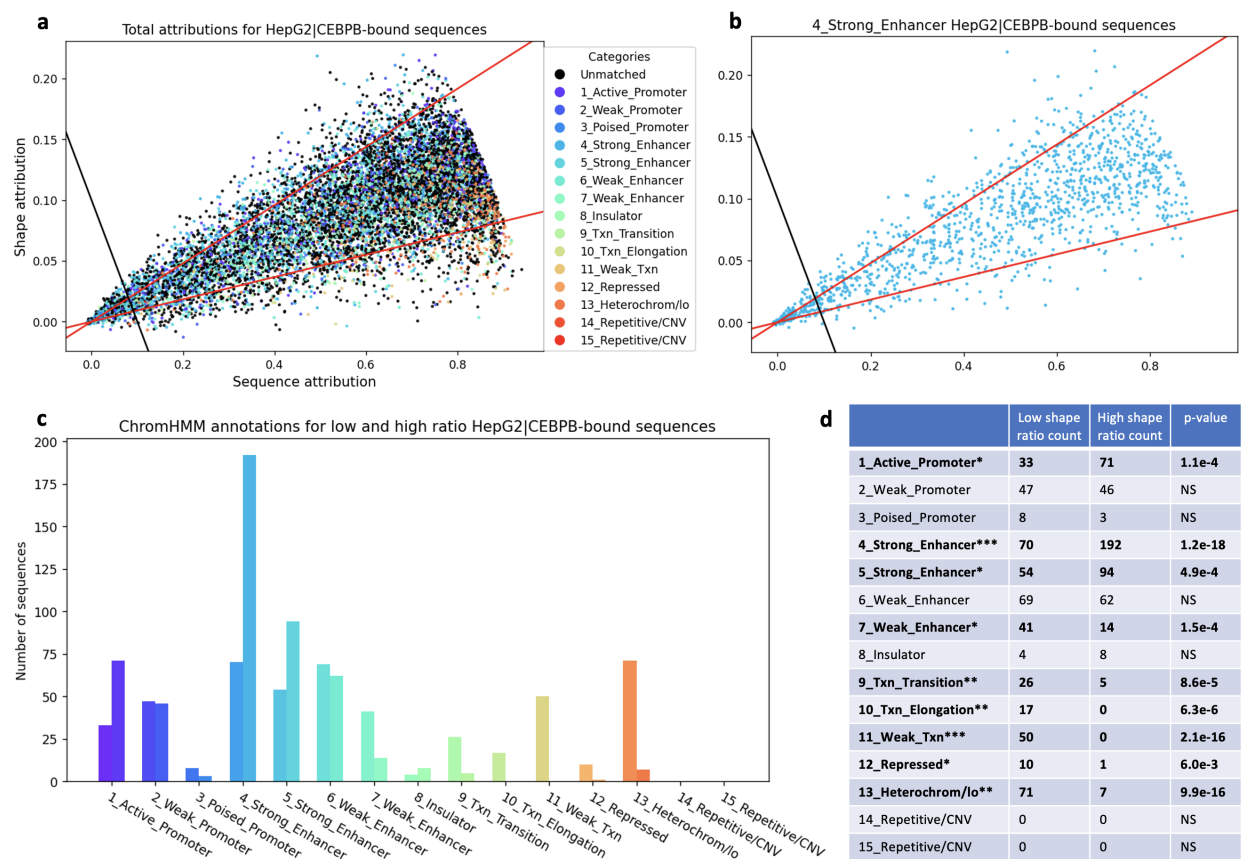 a
Total attributions for HepG2|CEBPB-bound sequences
Shape attribution
0.20
0.15
0.10
0.05
0.00
0.0
0.2
0.4
0.6
0.8
Sequence attribution
Categories
Unmatched
1_Active_Promoter
2_Weak_Promoter
3_Poised_Promoter
4_Strong_Enhancer
5_Strong_Enhancer
6_Weak_Enhancer
7_Weak_Enhancer
8_Insulator
9_Txn_Transition
10_Txn_Elongation
11_Weak_Txn
12_Repressed
13_Heterochrom/lo
14_Repetitive/CNV
15_Repetitive/CNV
b
4_Strong_Enhancer HepG2|CEBPB-bound sequences
0.20
0.15
0.10
0.05
0.00
0.0
0.2
0.4
0.6
0.8
c
ChromHMM annotations for low and high ratio HepG2|CEBPB-bound sequences
Number of sequences
200
175
150
125
100
75
50
25
0
1_Active_Promoter
2_Weak_Promoter
3_Poised_Promoter
4_Strong_Enhancer
5_Strong_Enhancer
6_Weak_Enhancer
7_Weak_Enhancer
8_Insulator
9_Txn_Transition
10_Txn_Elongation
11_Weak_Txn
12_Repressed
13_Heterochrom/lo
14_Repetitive/CNV
15_Repetitive/CNV
d
Low shape ratio count High shape ratio count p-value
1_Active_Promoter* 33 71 1.1e-4
2_Weak_Promoter 47 46 NS
3_Poised_Promoter 8 3 NS
4_Strong_Enhancer*** 70 192 1.2e-18
5_Strong_Enhancer* 54 94 4.9e-4
6_Weak_Enhancer 69 62 NS
7_Weak_Enhancer* 41 14 1.5e-4
8_Insulator 4 8 NS
9_Txn_Transition** 26 5 8.6e-5
10_Txn_Elongation** 17 0 6.3e-6
11_Weak_Txn*** 50 0 2.1e-16
12_Repressed* 10 1 6.0e-3
13_Heterochrom/lo** 71 7 9.9e-16
14_Repetitive/CNV 0 0 NS
15_Repetitive/CNV 0 0 NS